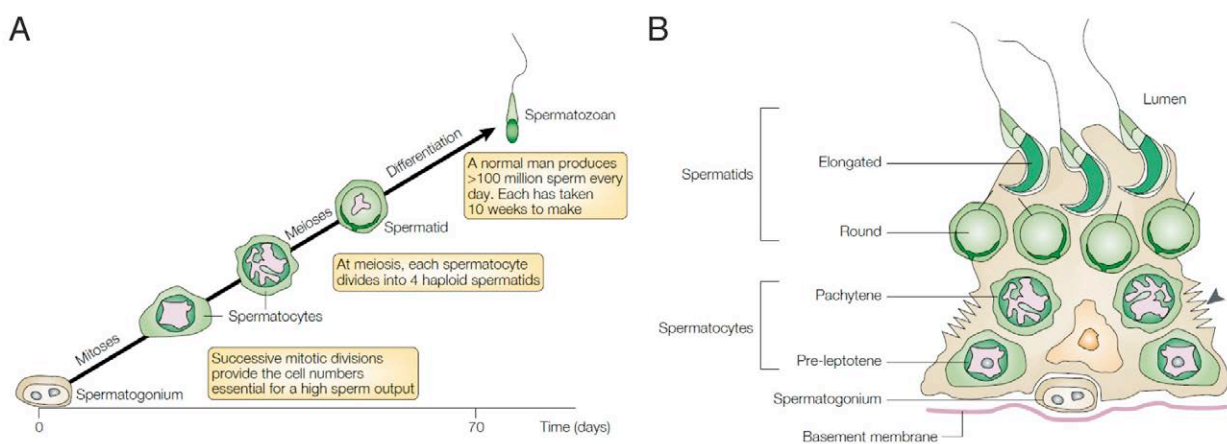 A
Spermatozoan
Differentiation
A normal man produces
>100 million sperm every
day. Each has taken
10 weeks to make
Meioses
Spermatid
At meiosis, each spermatocyte
divides into 4 haploid spermatids
Spermatocytes
Mitoses
Successive mitotic divisions
provide the cell numbers
essential for a high sperm output
Spermatogonium
0
70
Time (days)
B
Lumen
Elongated
Spermatids
Round
Pachytene
Spermatocytes
Pre-leptotene
Spermatogonium
Basement membrane